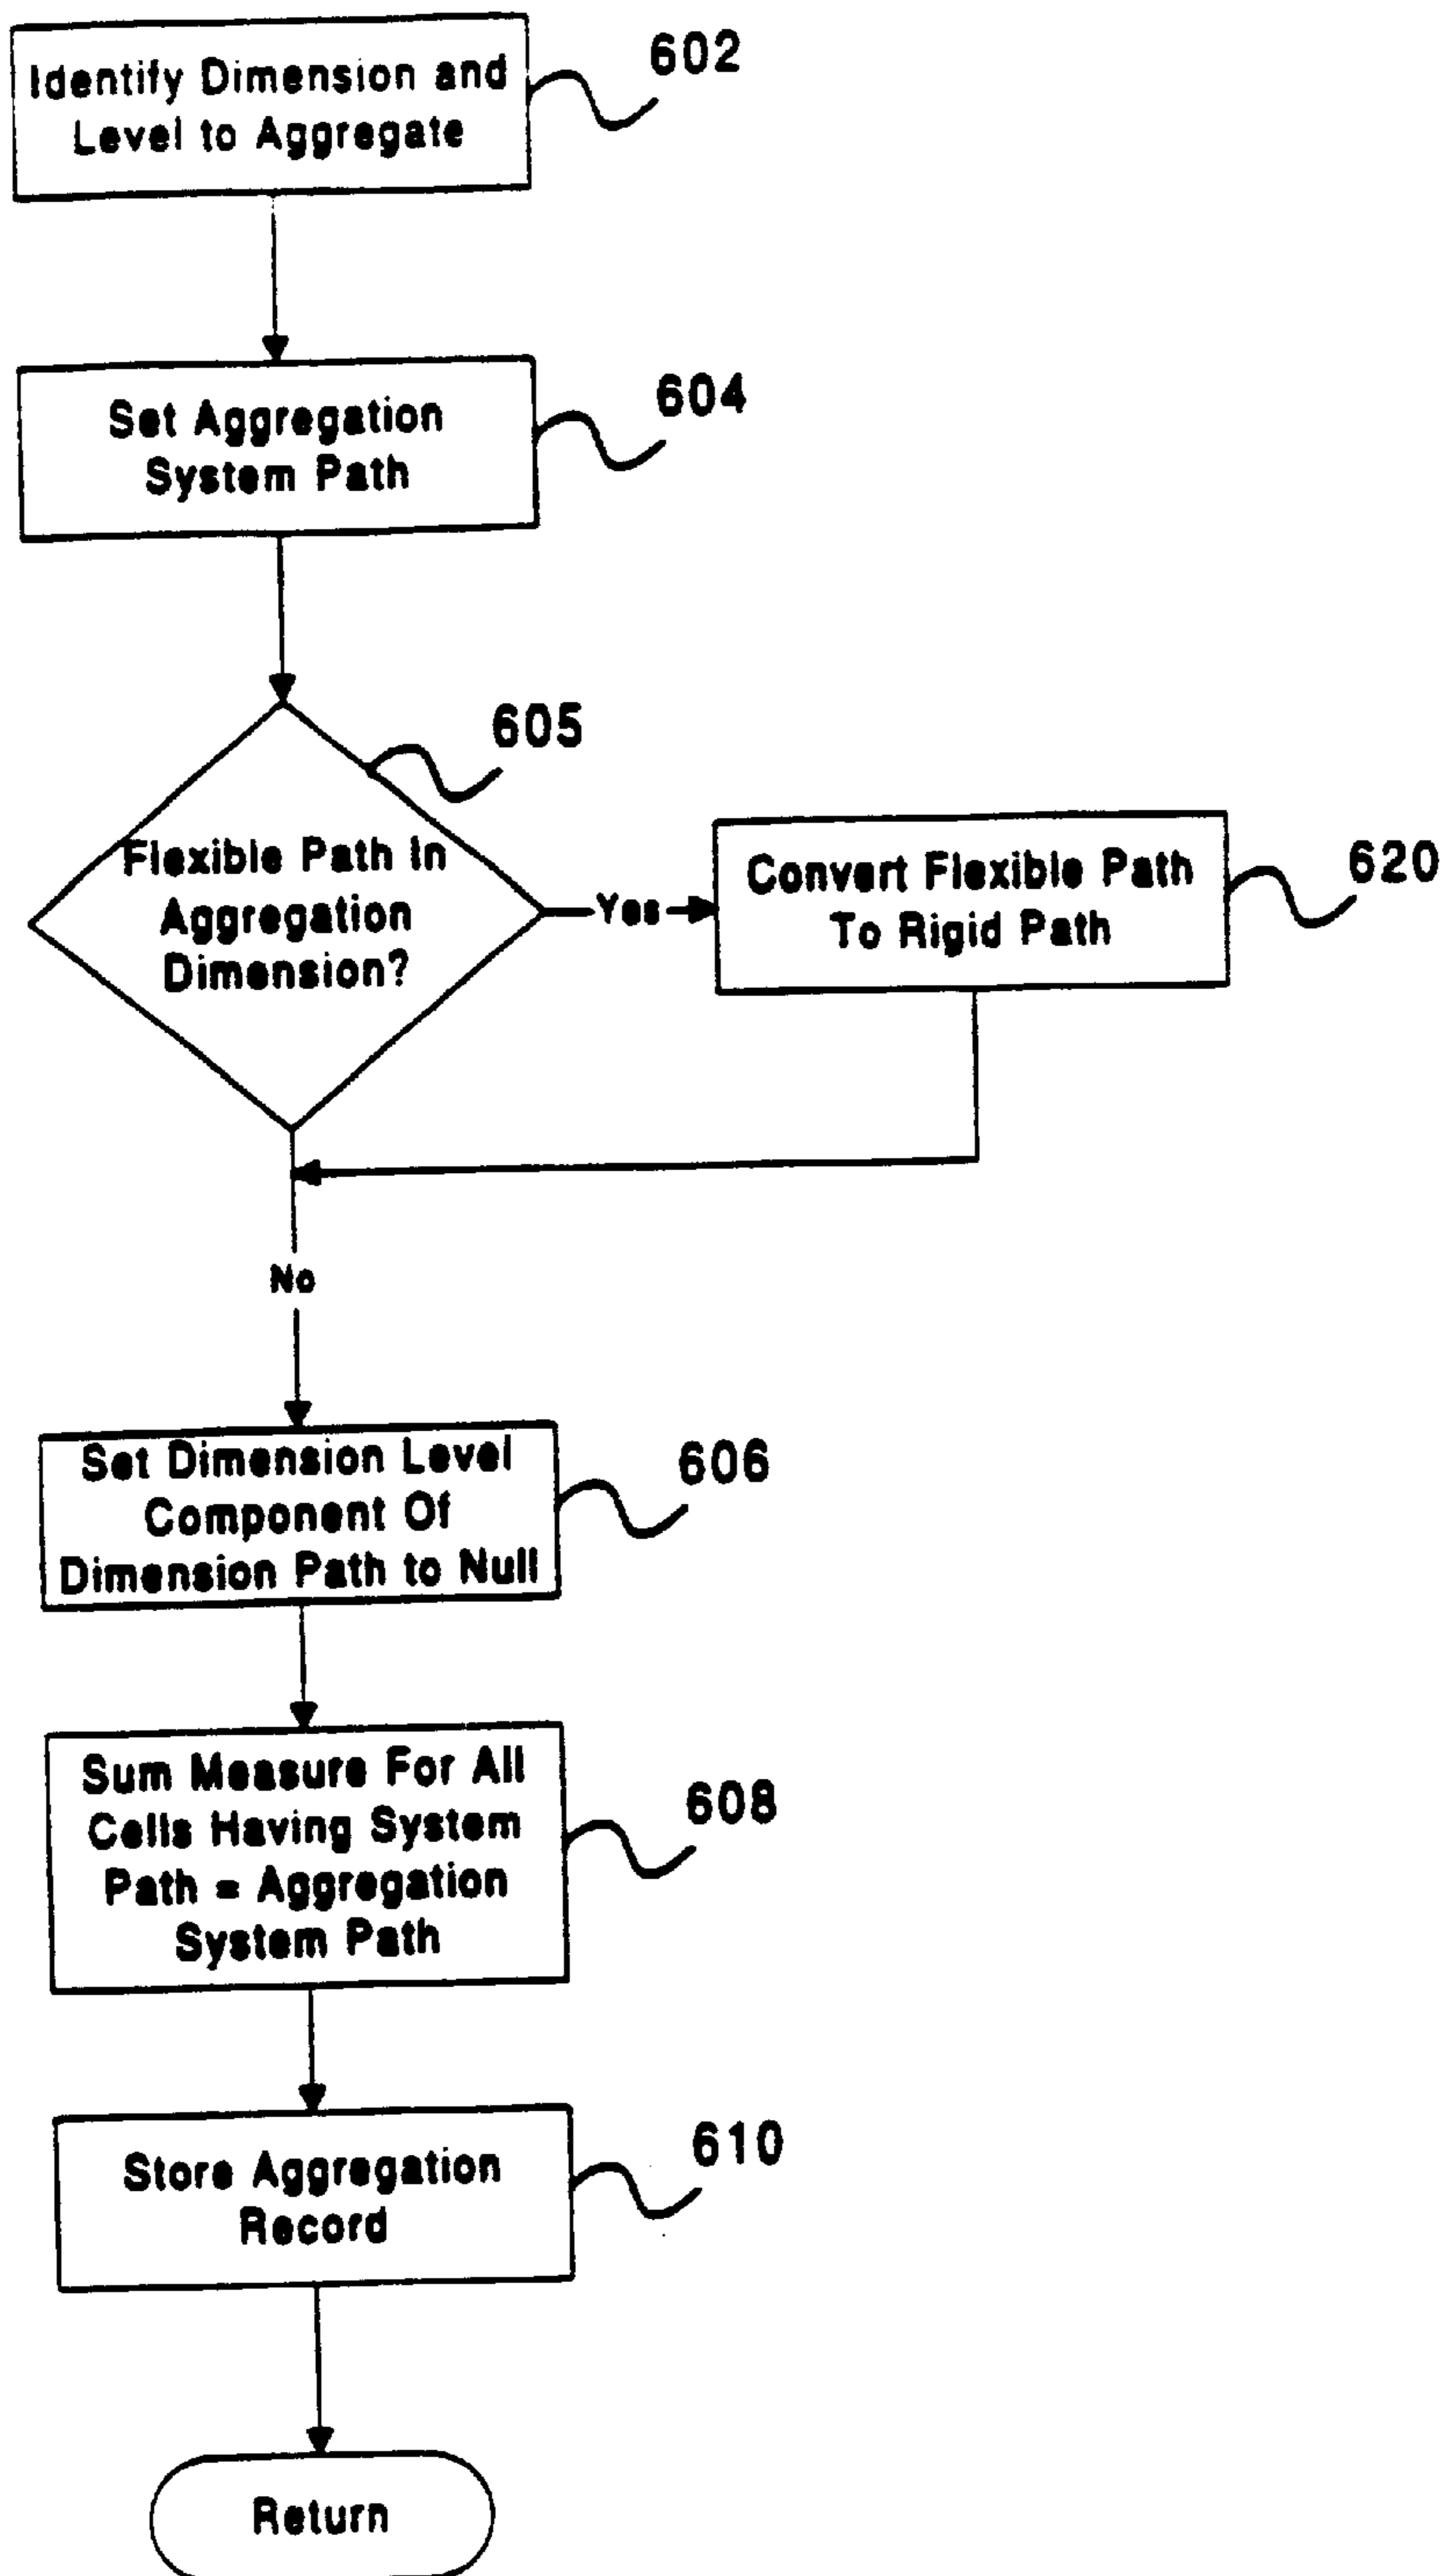 Identify Dimension and
Level to Aggregate
602
Set Aggregation
System Path
604
605
Flexible Path In
Aggregation
Dimension?
Yes
Convert Flexible Path
To Rigid Path
620
No
Set Dimension Level
Component Of
Dimension Path to Null
606
Sum Measure For All
Cells Having System
Path = Aggregation
System Path
608
Store Aggregation
Record
610
Return